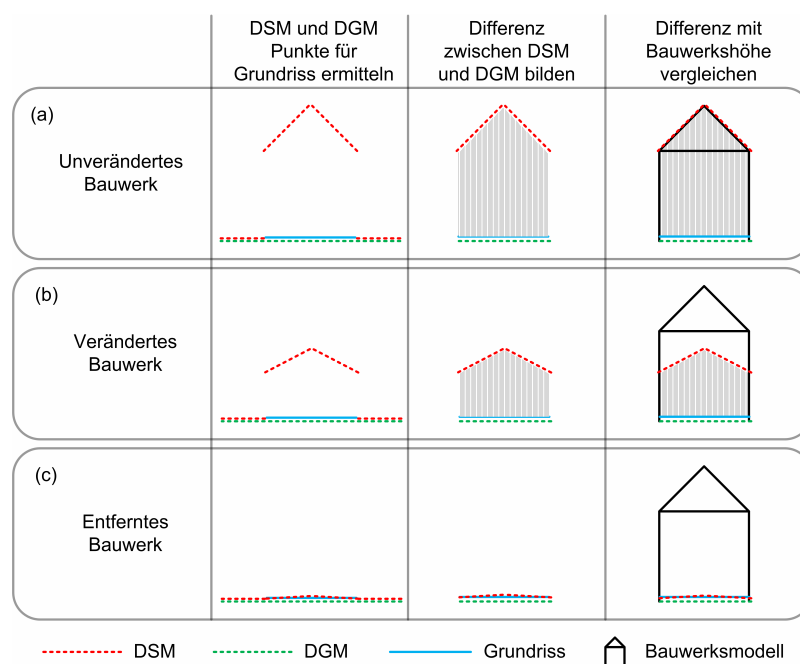 DSM und DGM
Punkte für
Grundriss ermitteln
Differenz
zwischen DSM
und DGM bilden
Differenz mit
Bauwerkshöhe
vergleichen
(a)
Unverändertes
Bauwerk
(b)
Verändertes
Bauwerk
(c)
Entferntes
Bauwerk
DSM
DGM
Grundriss
Bauwerksmodell